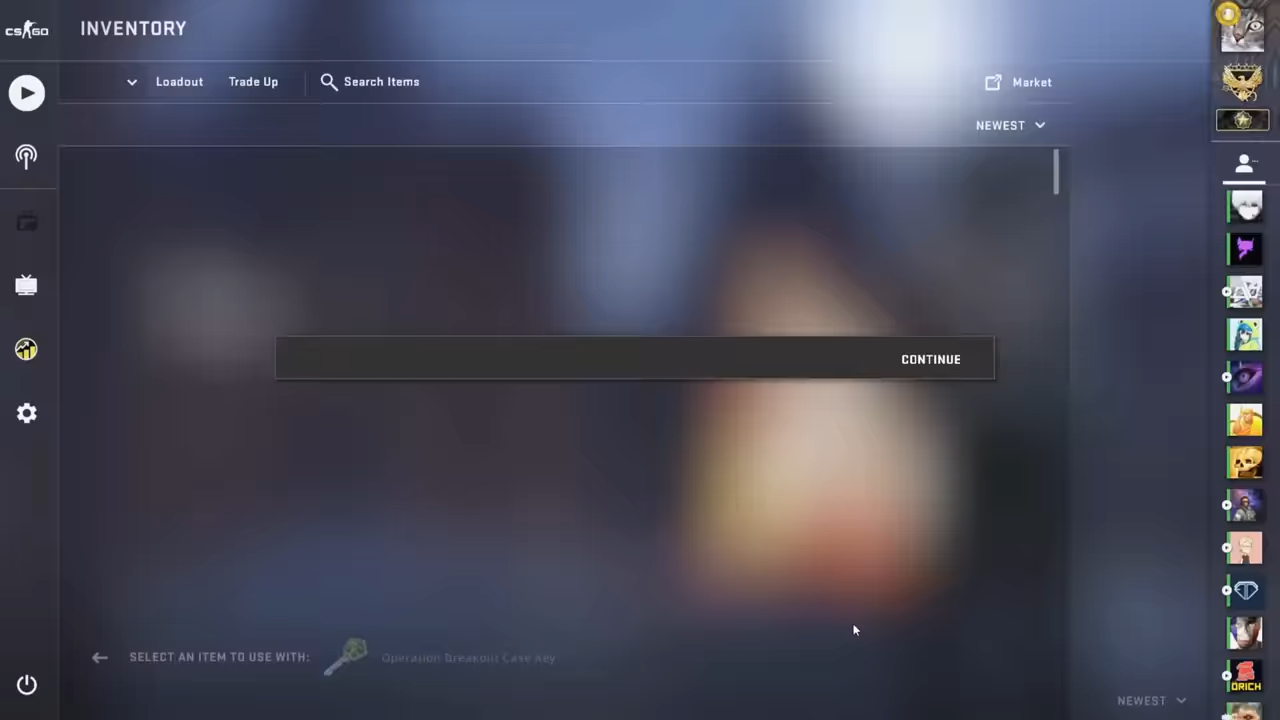 CS GO
INVENTORY
Loadout
Trade Up
Search Items
Market
NEWEST
CONTINUE
SELECT AN ITEM TO USE WITH:
Operation Breakout Case Key
NEWEST
ORICH